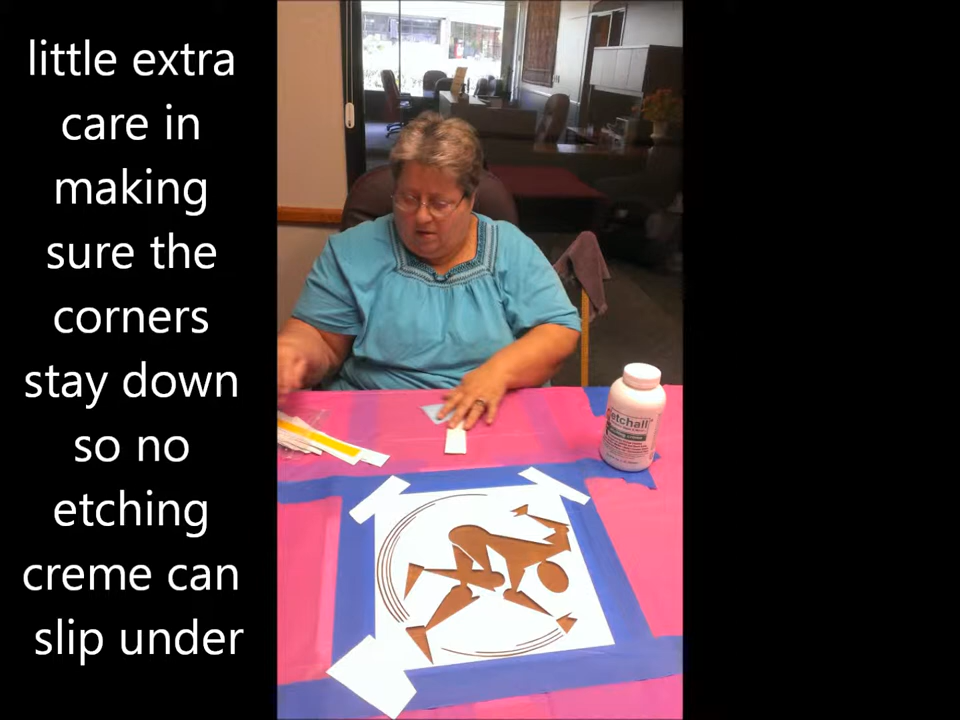 little extra
care in
making
sure the
corners
stay down
so no
etching
creme can
slip under
etchall